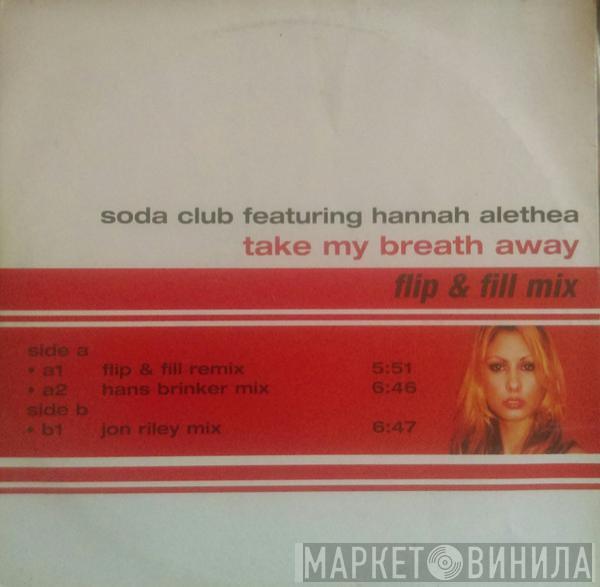 soda club featuring hannah alethea
take my breath away
flip & fill mix
side a
• a1 flip & fill remix 5:51
• a2 hans brinker mix 6:46
side b
• b1 jon riley mix 6:47
МАРКЕТ ВИНИЛА